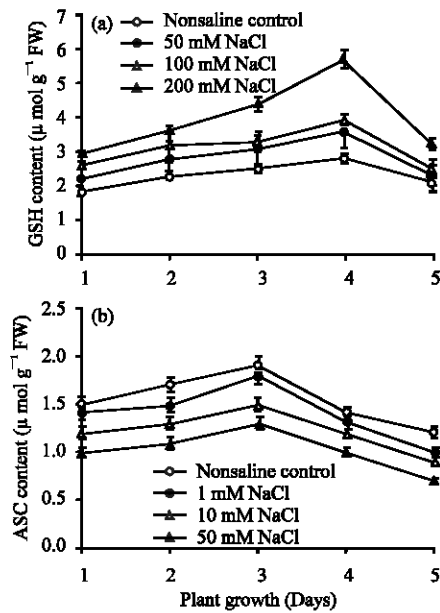 (a)
Nonsaline control
50 mM NaCl
100 mM NaCl
200 mM NaCl
GSH content (μ mol g⁻¹ FW)
7
6
5
4
3
2
1
0
1 2 3 4 5
(b)
ASC content (μ mol g⁻¹ FW)
2.5
2.0
1.5
1.0
0.5
0.0
Nonsaline control
1 mM NaCl
10 mM NaCl
50 mM NaCl
1 2 3 4 5
Plant growth (Days)